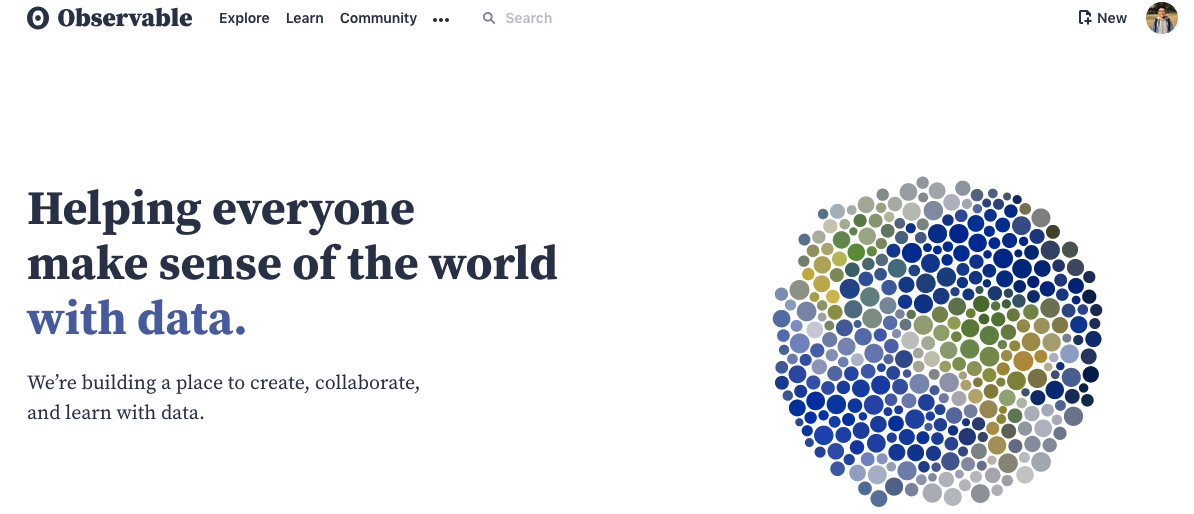 Observable
Explore Learn Community ••• Search
New
Helping everyone
make sense of the world
with data.
We’re building a place to create, collaborate,
and learn with data.